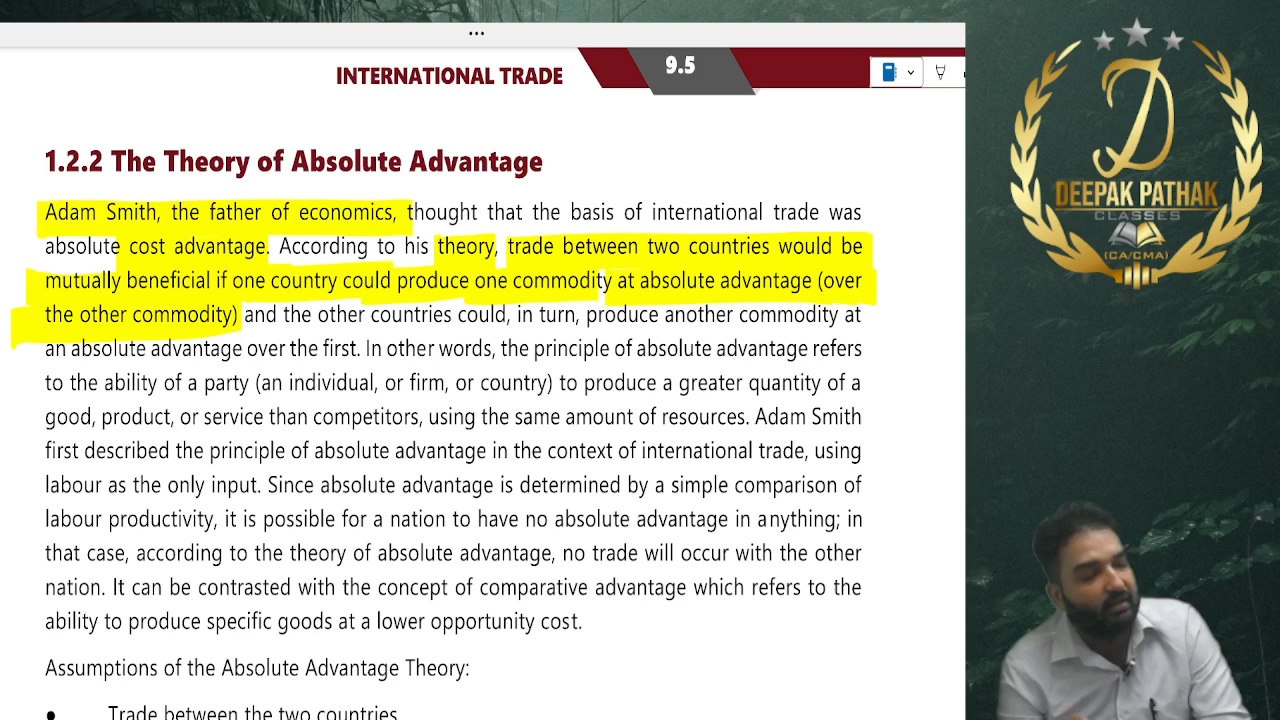 INTERNATIONAL TRADE
9.5
1.2.2 The Theory of Absolute Advantage
Adam Smith, the father of economics, thought that the basis of international trade was
absolute cost advantage. According to his theory, trade between two countries would be
mutually beneficial if one country could produce one commodity at absolute advantage (over
the other commodity) and the other countries could, in turn, produce another commodity at
an absolute advantage over the first. In other words, the principle of absolute advantage refers
to the ability of a party (an individual, or firm, or country) to produce a greater quantity of a
good, product, or service than competitors, using the same amount of resources. Adam Smith
first described the principle of absolute advantage in the context of international trade, using
labour as the only input. Since absolute advantage is determined by a simple comparison of
labour productivity, it is possible for a nation to have no absolute advantage in anything; in
that case, according to the theory of absolute advantage, no trade will occur with the other
nation. It can be contrasted with the concept of comparative advantage which refers to the
ability to produce specific goods at a lower opportunity cost.
Assumptions of the Absolute Advantage Theory:
• Trade between the two countries
D
DEEPAK PATHAK
CLASSES
(CA/CMA)